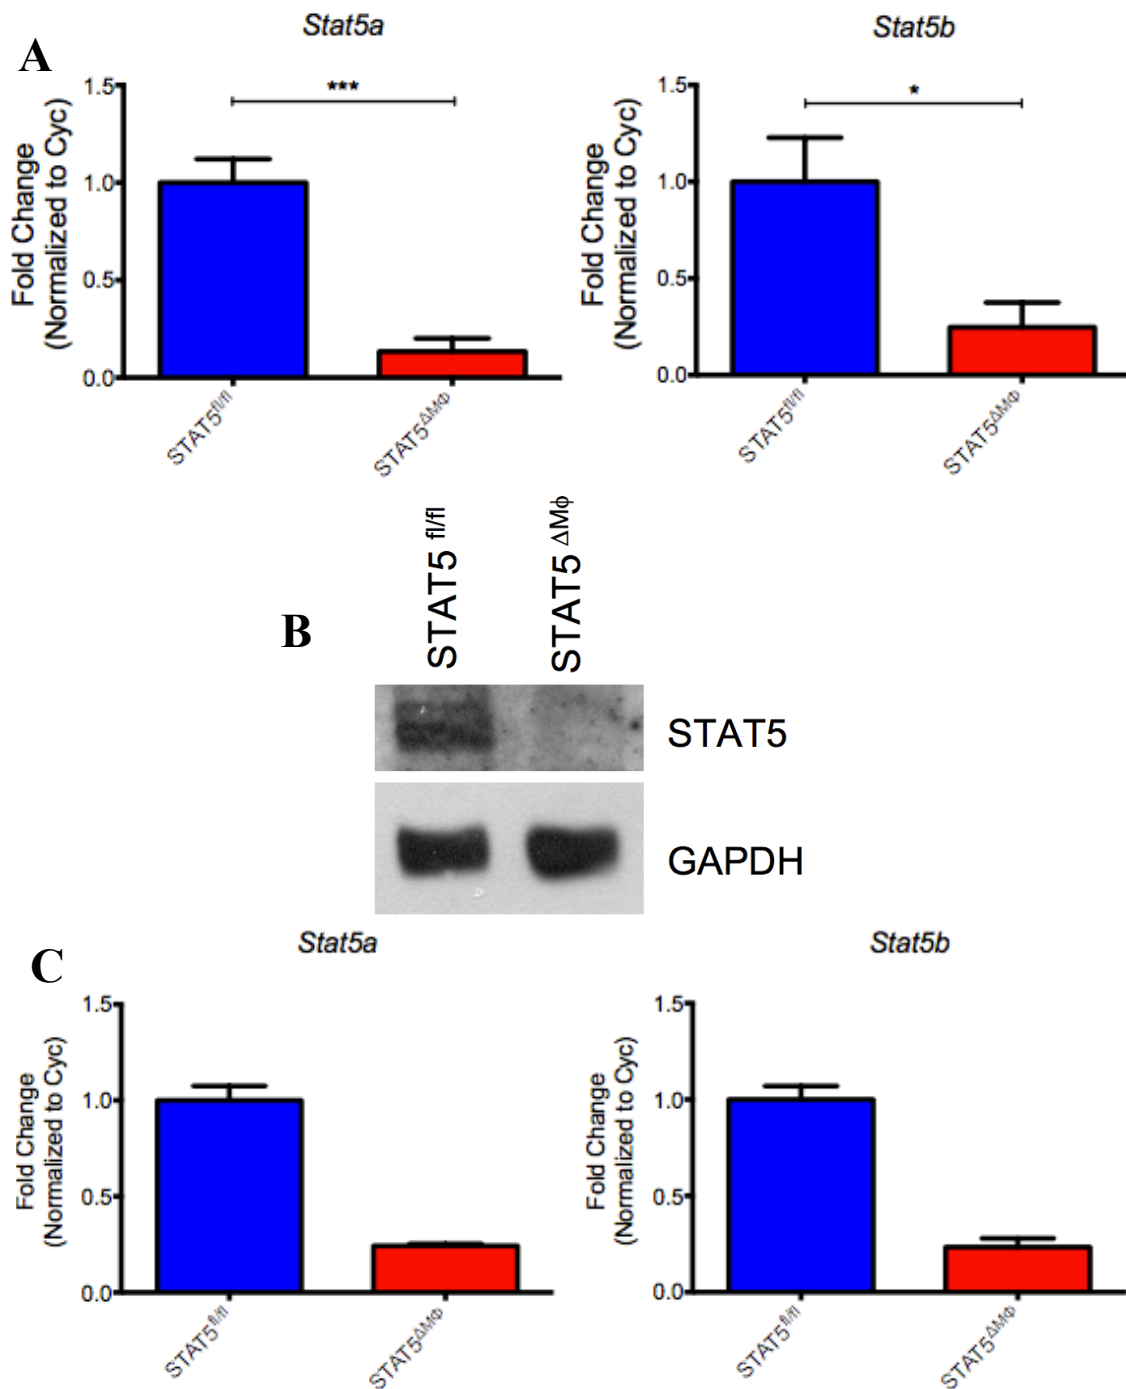 A
Stat5a
Fold Change
(Normalized to Cyc)
1.5
1.0
0.5
0.0
***
STAT5fl/fl
STAT5ΔMΦ
Stat5b
Fold Change
(Normalized to Cyc)
1.5
1.0
0.5
0.0
*
STAT5fl/fl
STAT5ΔMΦ
B
STAT5 fl/fl
STAT5 ΔMϕ
STAT5
GAPDH
C
Stat5a
Fold Change
(Normalized to Cyc)
1.5
1.0
0.5
0.0
STAT5fl/fl
STAT5ΔMΦ
Stat5b
Fold Change
(Normalized to Cyc)
1.5
1.0
0.5
0.0
STAT5fl/fl
STAT5ΔMΦ